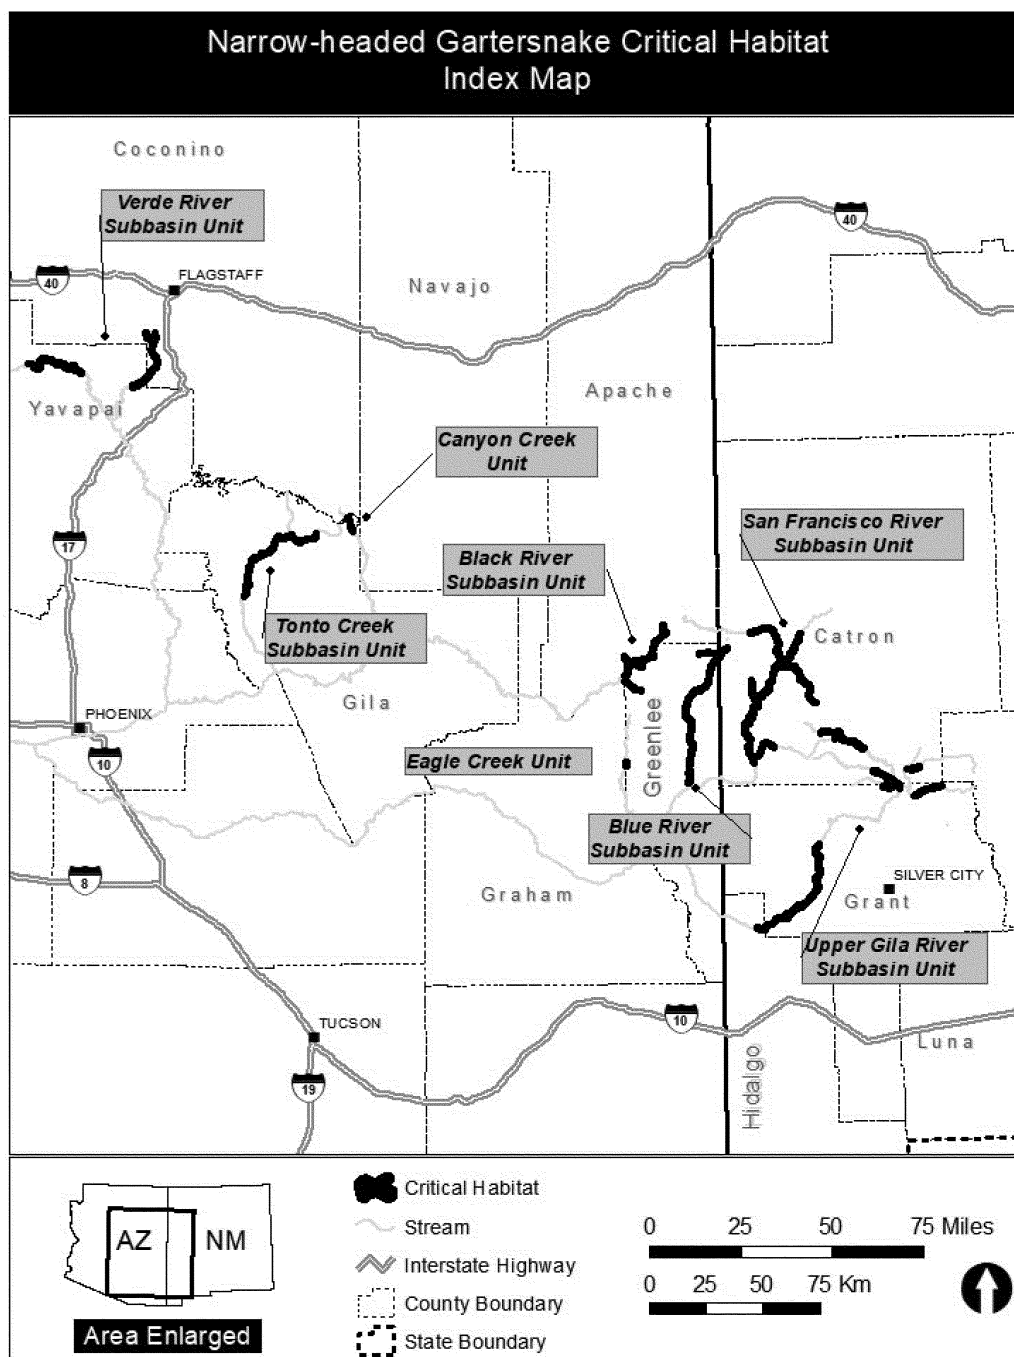 Narrow-headed Gartersnake Critical Habitat
Index Map
Coconino
Verde River
Subbasin Unit
40
40
FLAGSTAFF
Navajo
Apache
Yavapai
Canyon Creek
Unit
17
San Francisco River
Subbasin Unit
Black River
Subbasin Unit
Tonto Creek
Subbasin Unit
Catron
Gila
PHOENIX
Greenlee
10
Eagle Creek Unit
Blue River
Subbasin Unit
8
SILVER CITY
Graham
Grant
Upper Gila River
Subbasin Unit
TUCSON
10
Luna
19
Hidalgo
Critical Habitat
Stream
Interstate Highway
County Boundary
State Boundary
AZ
NM
Area Enlarged
0 25 50 75 Miles
0 25 50 75 Km